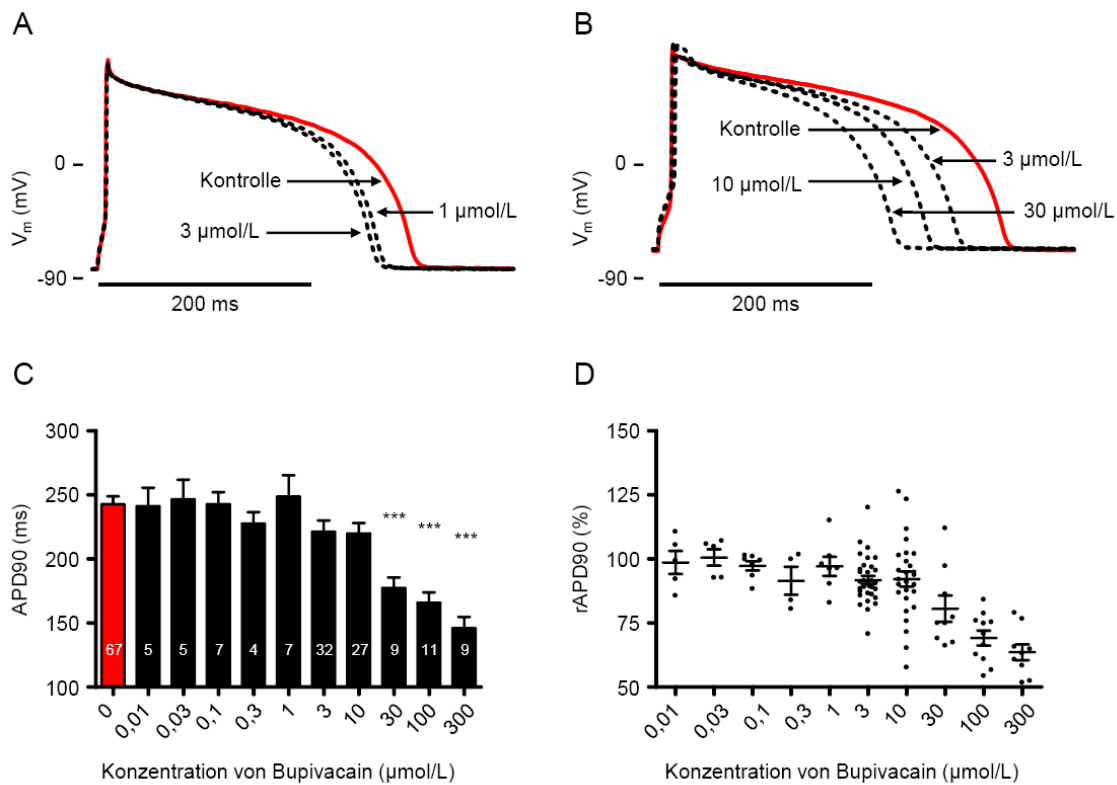 A
V_m (mV)
0
-90
Kontrolle
1 µmol/L
3 µmol/L
200 ms
B
V_m (mV)
0
-90
Kontrolle
3 µmol/L
10 µmol/L
30 µmol/L
200 ms
C
APD90 (ms)
300
250
200
150
100
*** *** ***
67 5 5 7 4 7 32 27 9 11 9
0 0,01 0,03 0,1 0,3 1 3 10 30 100 300
Konzentration von Bupivacain (µmol/L)
D
rAPD90 (%)
150
125
100
75
50
0,01 0,03 0,1 0,3 1 3 10 30 100 300
Konzentration von Bupivacain (µmol/L)